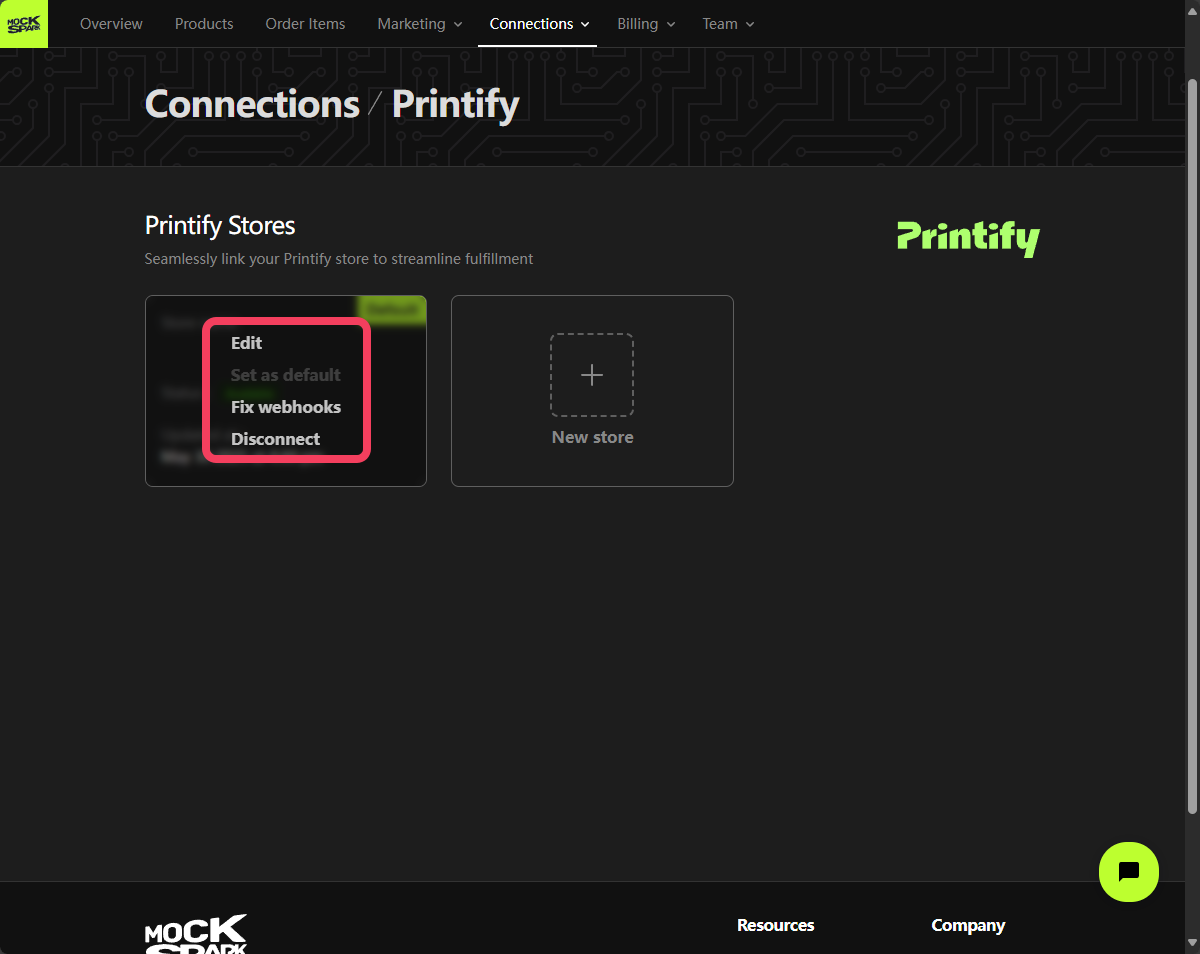 MOCK
SPARK
Overview Products Order Items Marketing Connections Billing Team
Connections / Printify
Printify Stores
Seamlessly link your Printify store to streamline fulfillment
Printify
Default
Edit
Set as default
Fix webhooks
Disconnect
New store
MOCK
SPARK
Resources Company